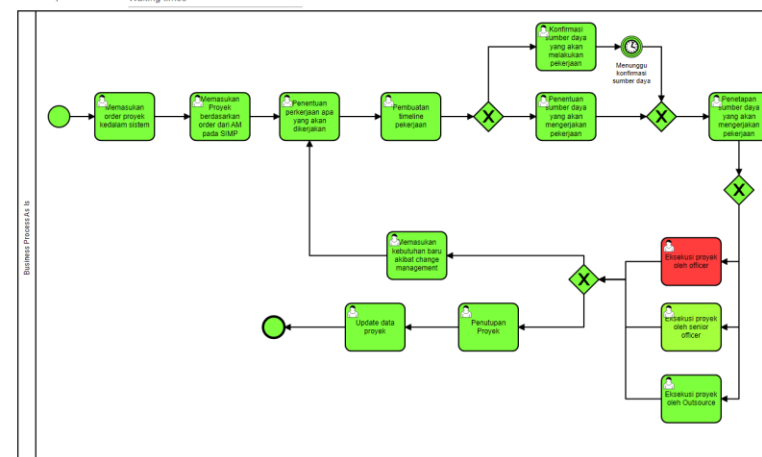 Waiting times
Business Process As Is
Memasukan
order proyek
kedalam sistem
Memasukan
Proyek
berdasarkan
order dari AM
pada SIMP
Penentuan
perkerjaan apa
yang akan
dikerjakan
Pembuatan
timeline
pekerjaan
Konfirmasi
sumber daya
yang akan
melakukan
pekerjaan
Menunggu
konfirmasi
sumber daya
Penentuan
sumber daya
yang akan
mengerjakan
pekerjaan
Penetapan
sumber daya
yang akan
mengerjakan
pekerjaan
Eksekusi proyek
oleh officer
Eksekusi proyek
oleh senior
officer
Eksekusi proyek
oleh Outsource
Memasukan
kebutuhan baru
akibat change
management
Penutupan
Proyek
Update data
proyek